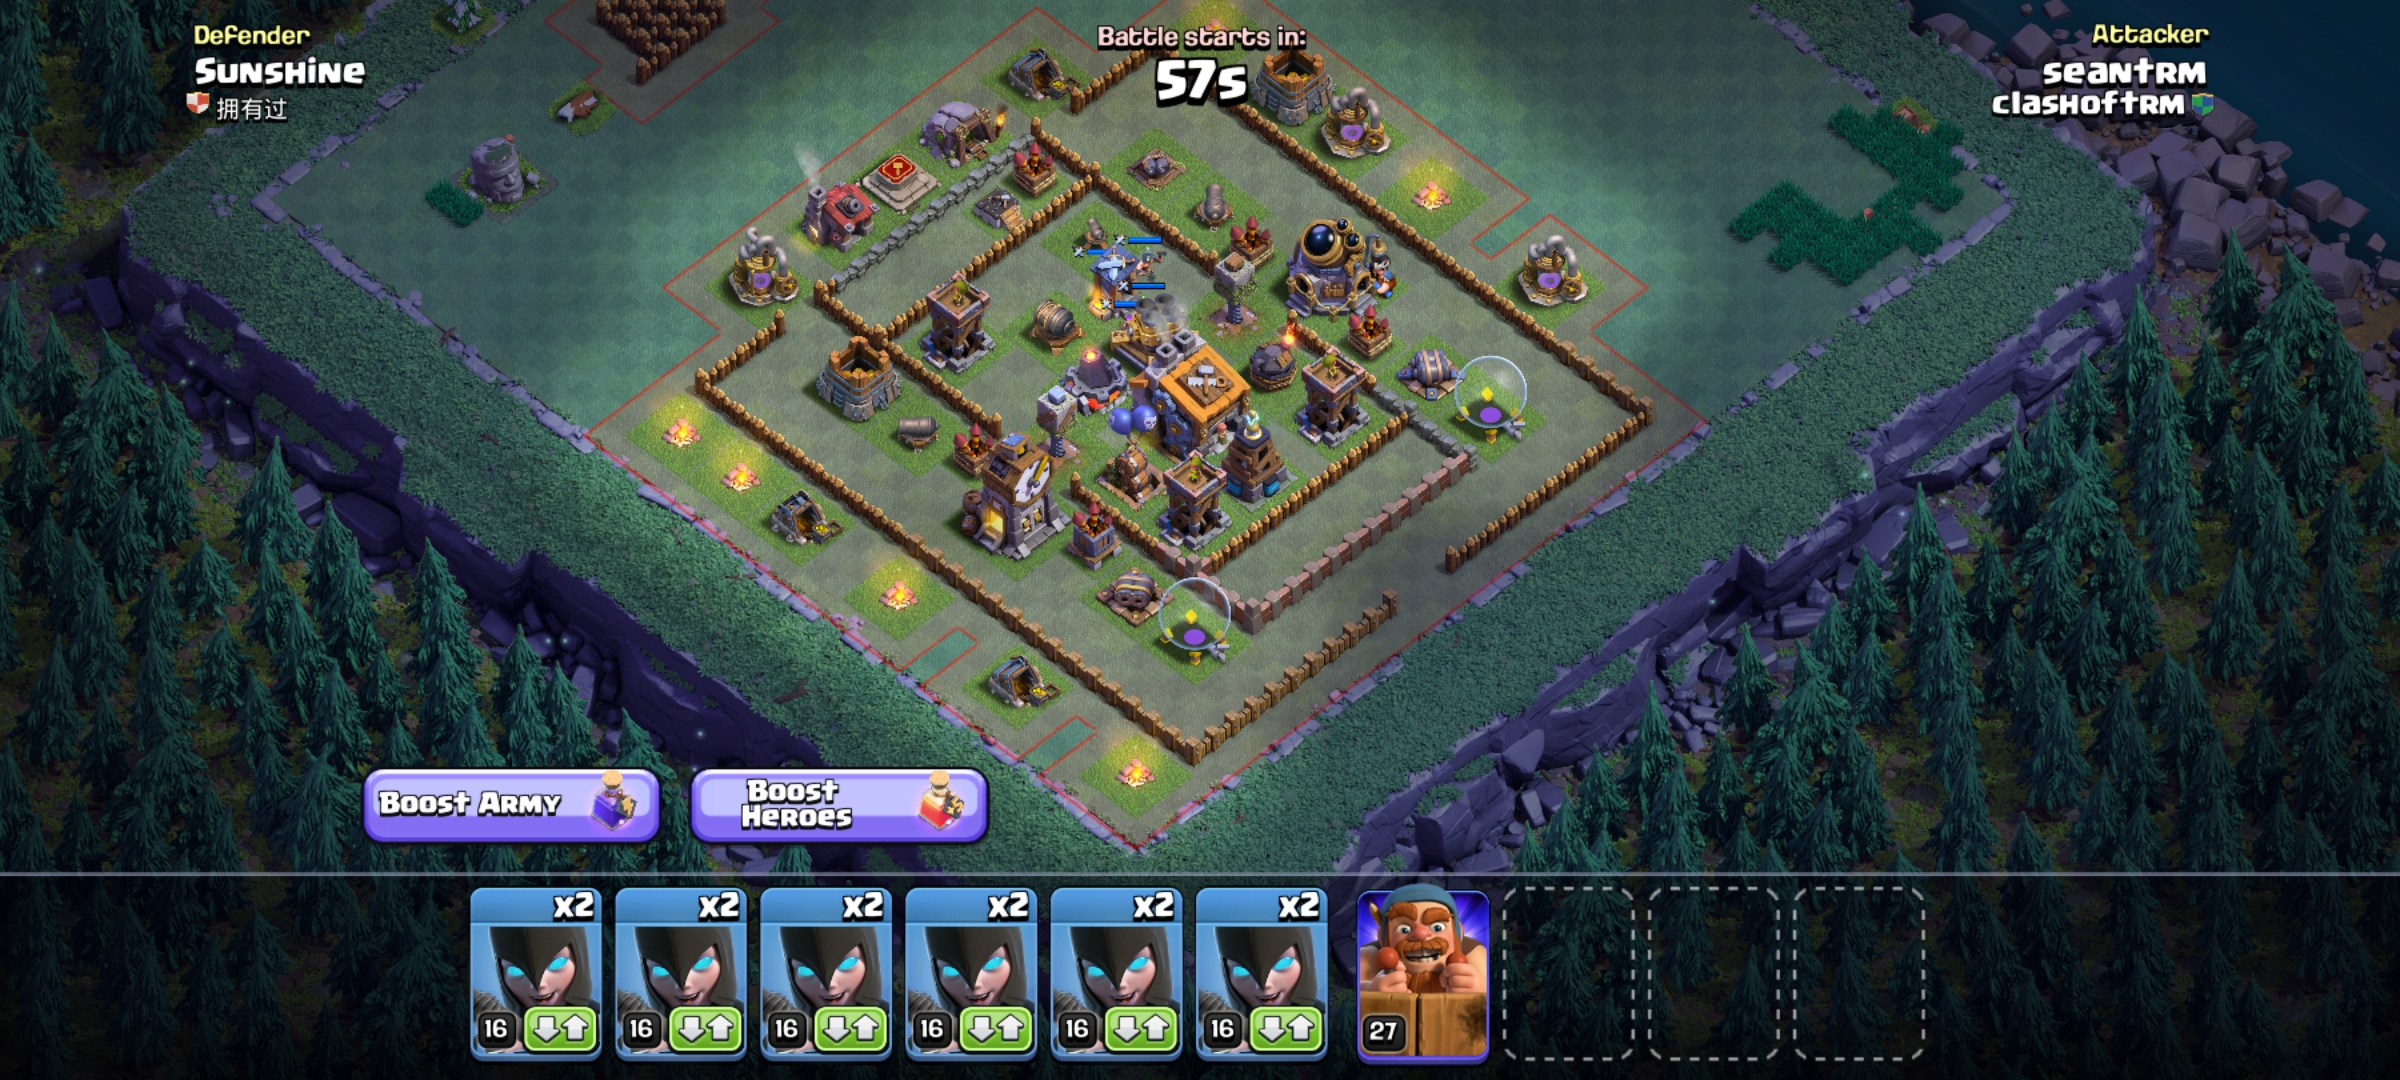 Defender
Sunshine
拥有过
Battle starts in:
57s
Attacker
seantRM
clashoftRM
Boost Army
Boost
Heroes
x2
x2
x2
x2
x2
x2
16
16
16
16
16
16
27